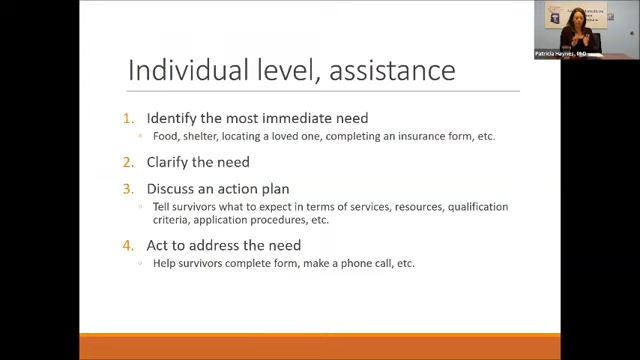 Individual level, assistance
1. Identify the most immediate need
Food, shelter, locating a loved one, completing an insurance form, etc.
2. Clarify the need
3. Discuss an action plan
Tell survivors what to expect in terms of services, resources, qualification
criteria, application procedures, etc.
4. Act to address the need
Help survivors complete form, make a phone call, etc.
Patricia Haynes, PhD